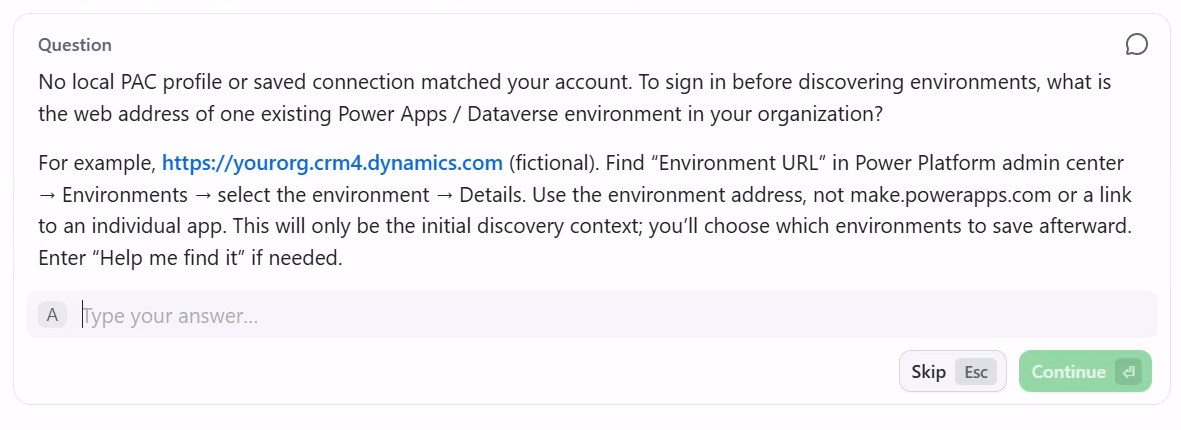 Question
No local PAC profile or saved connection matched your account. To sign in before discovering environments, what is
the web address of one existing Power Apps / Dataverse environment in your organization?
For example, https://yourorg.crm4.dynamics.com (fictional). Find “Environment URL” in Power Platform admin center
→ Environments → select the environment → Details. Use the environment address, not make.powerapps.com or a link
to an individual app. This will only be the initial discovery context; you’ll choose which environments to save afterward.
Enter “Help me find it” if needed.
A Type your answer...
Skip Esc Continue ⏎